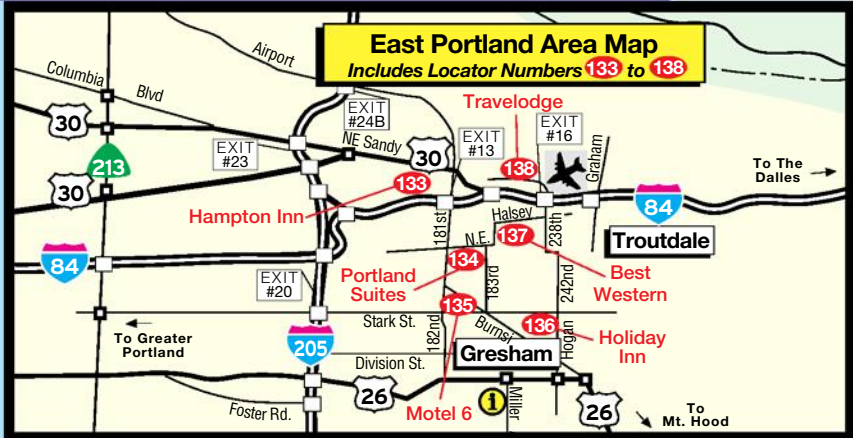 East Portland Area Map
Includes Locator Numbers 133 to 138
Airport
Columbia
Blvd
30
213
30
EXIT
#24B
EXIT
#23
NE Sandy
30
EXIT
#13
Travelodge
EXIT
#16
138
Graham
To The
Dalles
133
Hampton Inn
84
Troutdale
181st
Halsey
N.E.
137
238th
Best
Western
84
EXIT
#20
Portland
Suites
134
183rd
242nd
135
136
Holiday
Inn
Stark St.
Burnsi
182nd
Hogan
To Greater
Portland
205
Division St.
Gresham
26
Foster Rd.
Motel 6
i
Miller
26
To
Mt. Hood